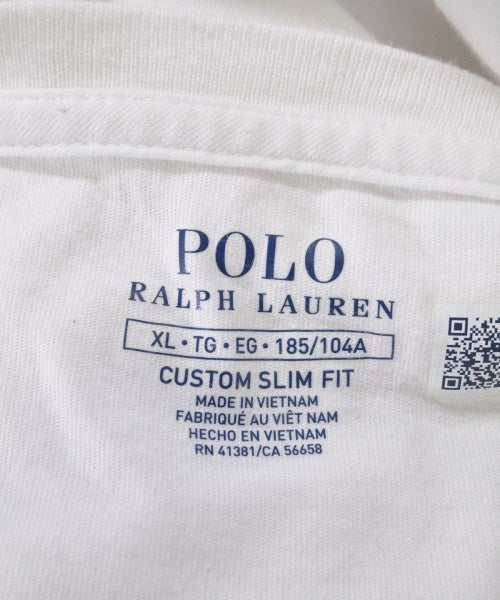 POLO
RALPH LAUREN
XL • TG • EG • 185/104A
CUSTOM SLIM FIT
MADE IN VIETNAM
FABRIQUÉ AU VIÊT NAM
HECHO EN VIETNAM
RN 41381/CA 56658